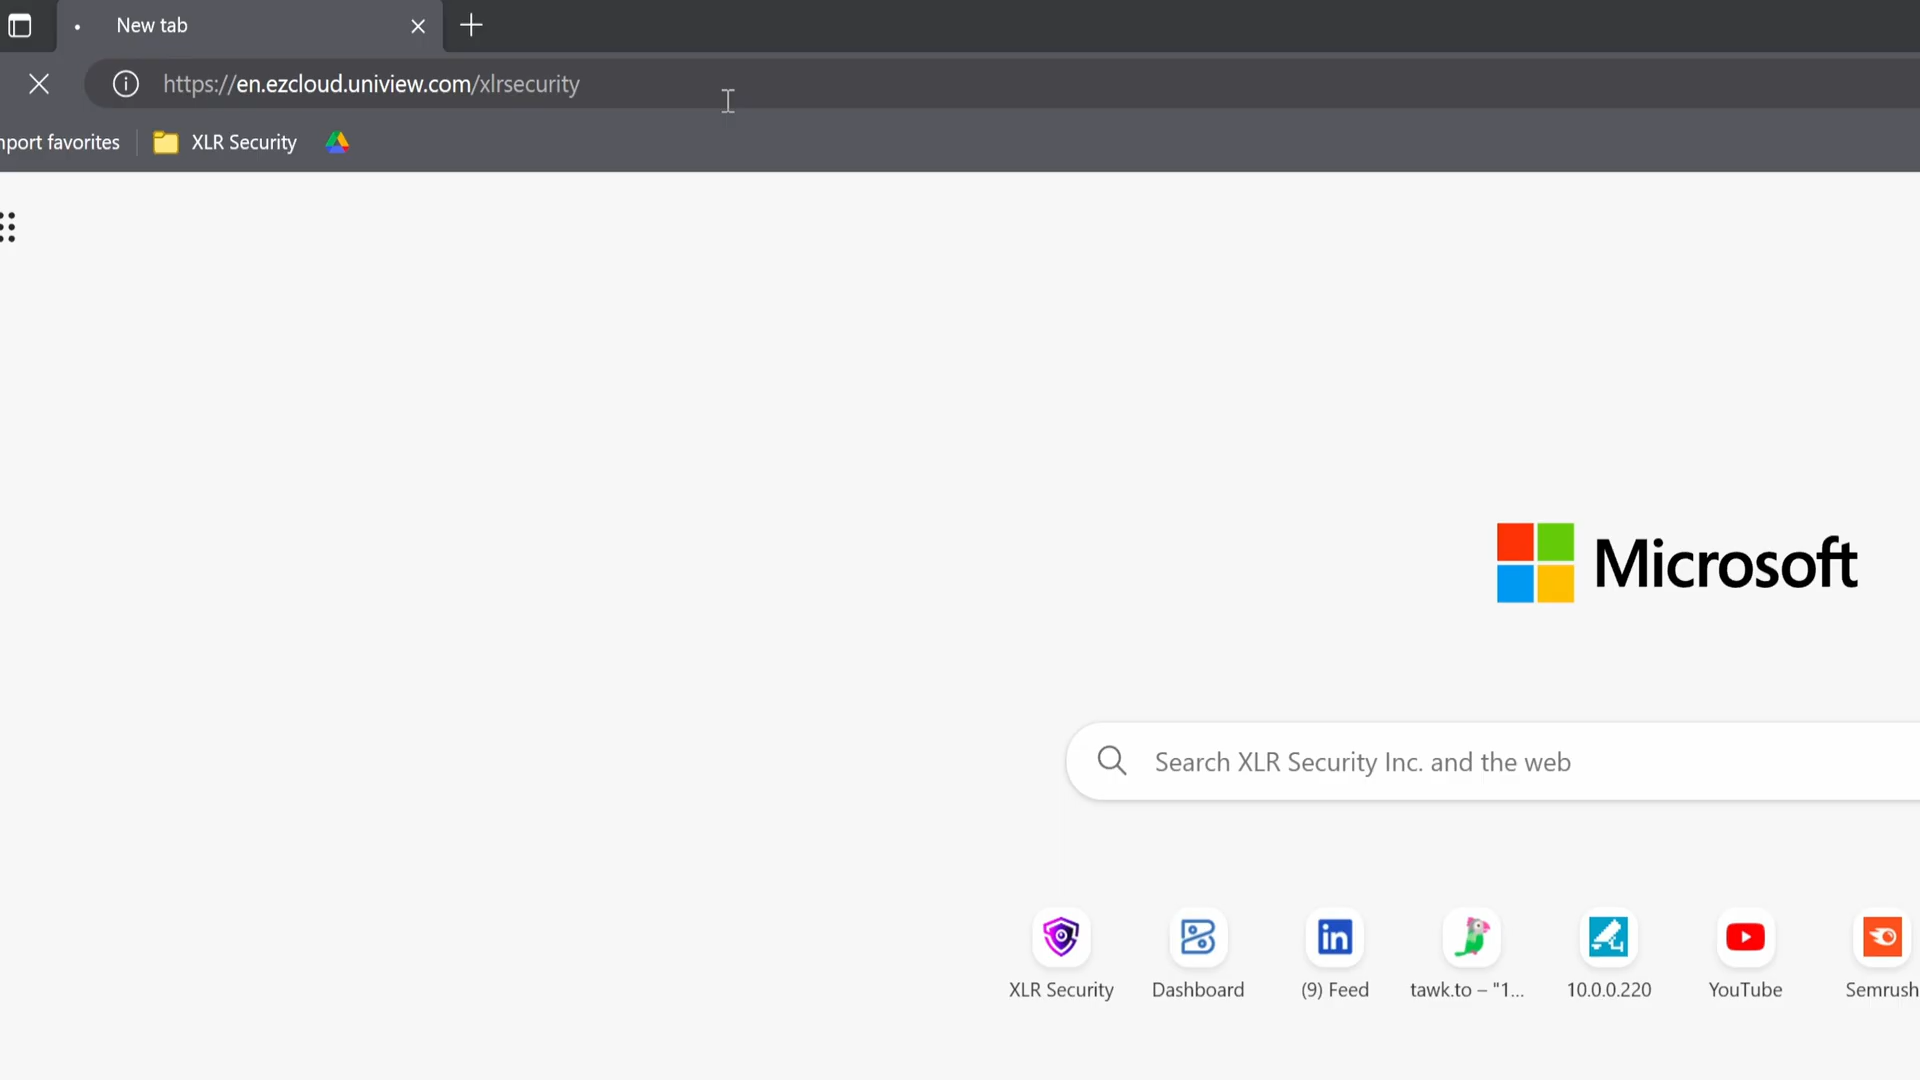 New tab
https://en.ezcloud.uniview.com/xlrsecurity
mport favorites
XLR Security
Microsoft
Search XLR Security Inc. and the web
XLR Security
Dashboard
(9) Feed
tawk.to – "1...
10.0.0.220
YouTube
Semrush